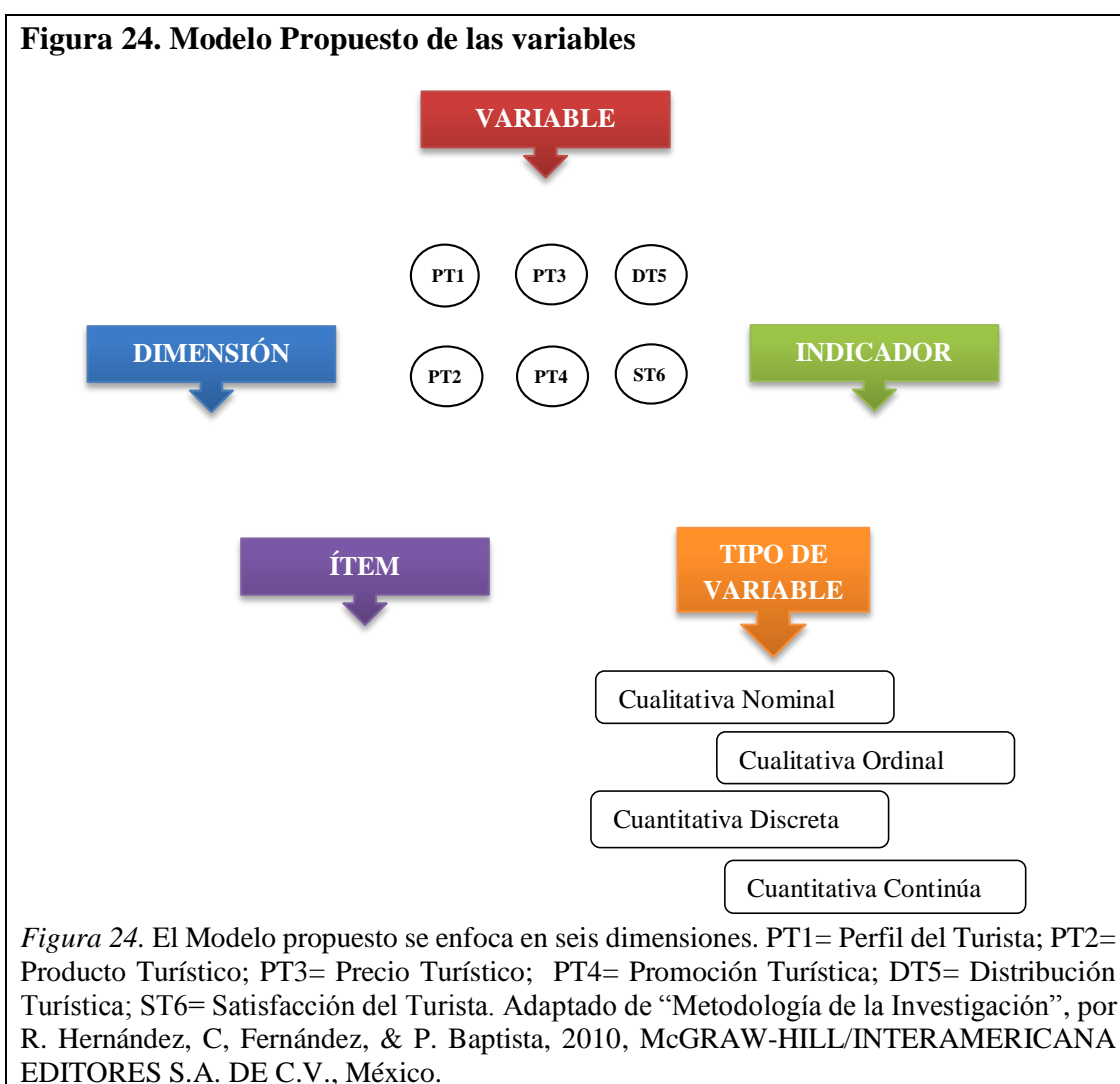 Figura 24. Modelo Propuesto de las variables
VARIABLE
PT1 PT3 DT5
DIMENSIÓN
INDICADOR
PT2 PT4 ST6
ÍTEM
TIPO DE
VARIABLE
Cualitativa Nominal
Cualitativa Ordinal
Cuantitativa Discreta
Cuantitativa Continúa
Figura 24. El Modelo propuesto se enfoca en seis dimensiones. PT1= Perfil del Turista; PT2=
Producto Turístico; PT3= Precio Turístico; PT4= Promoción Turística; DT5= Distribución
Turística; ST6= Satisfacción del Turista. Adaptado de “Metodología de la Investigación”, por
R. Hernández, C, Fernández, & P. Baptista, 2010, McGRAW-HILL/INTERAMERICANA
EDITORES S.A. DE C.V., México.